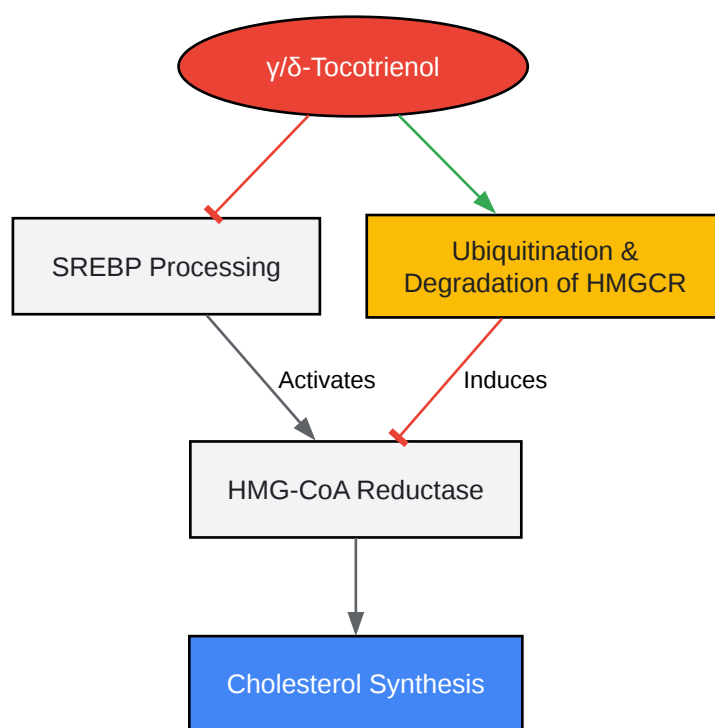 γ/δ-Tocotrienol
SREBP Processing
Ubiquitination &
Degradation of HMGCR
Activates
Induces
HMG-CoA Reductase
Cholesterol Synthesis